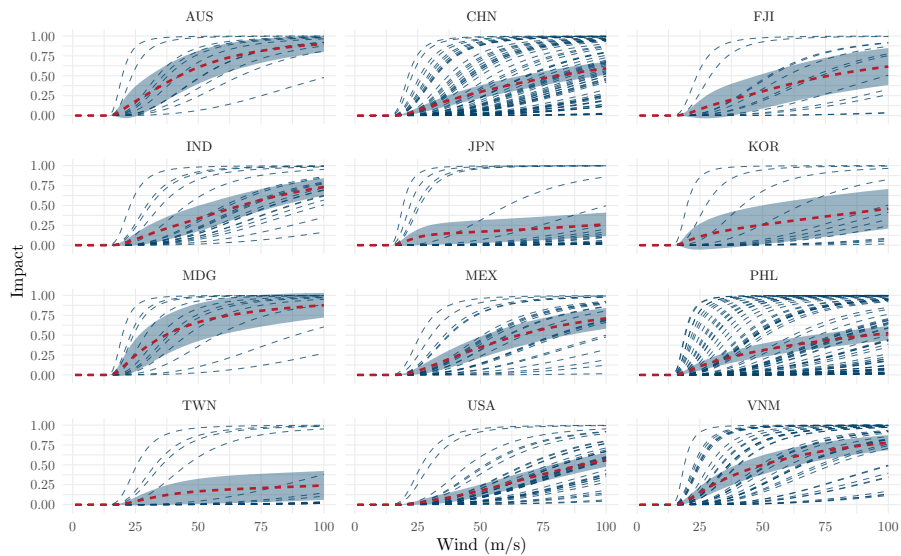 AUS CHN FJI
1.00
0.75
0.50
0.25
0.00
IND JPN KOR
1.00
0.75
0.50
0.25
0.00
Impact
MDG MEX PHL
1.00
0.75
0.50
0.25
0.00
TWN USA VNM
1.00
0.75
0.50
0.25
0.00
0 25 50 75 100 0 25 50 75 100 0 25 50 75 100
Wind (m/s)